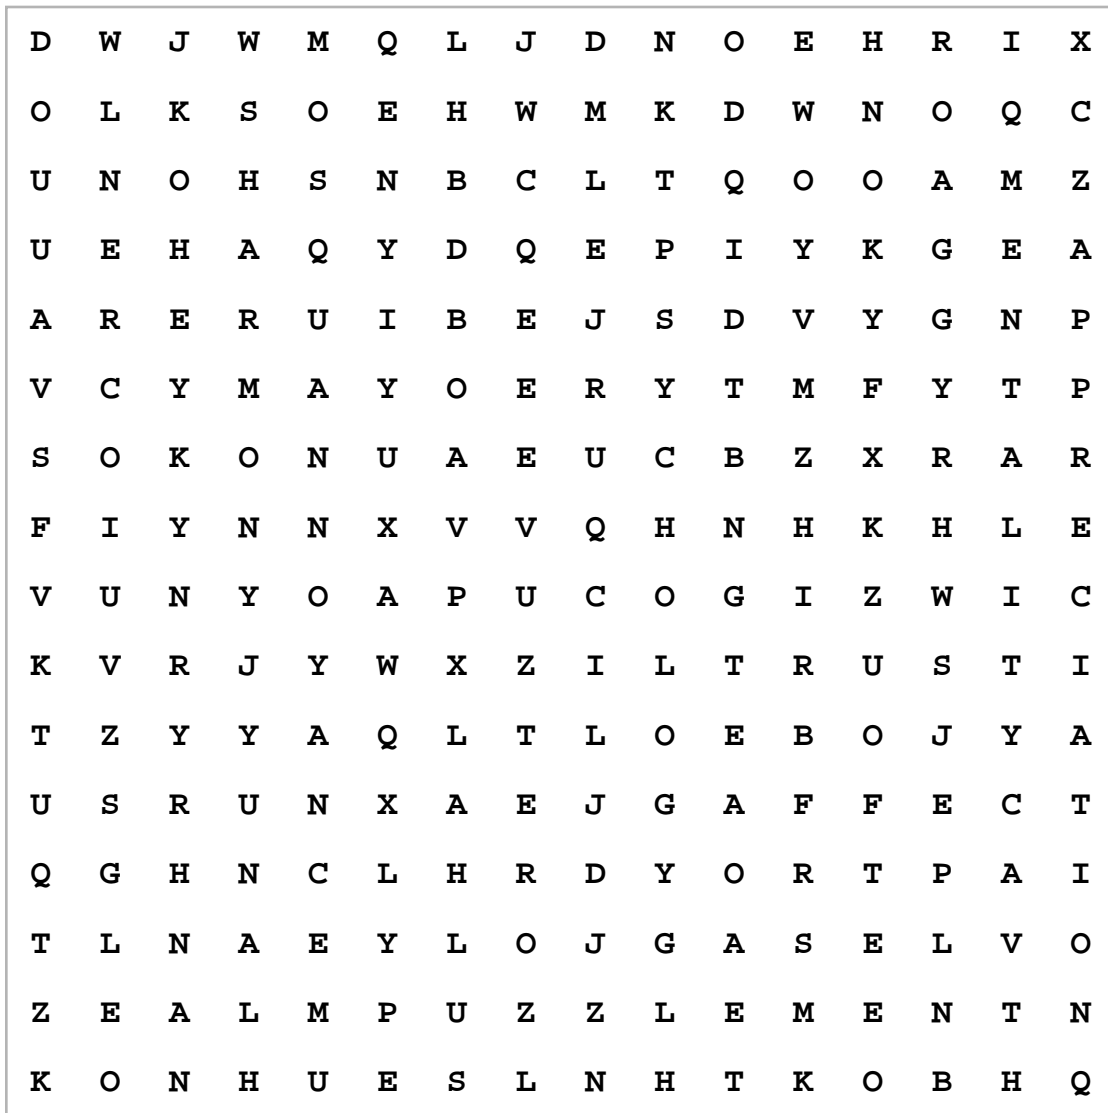 D W J W M Q L J D N O E H R I X
O L K S O E H W M K D W N O Q C
U N O H S N B C L T Q O O A M Z
U E H A Q Y D Q E P I Y K G E A
A R E R U I B E J S D V Y G N P
V C Y M A Y O E R Y T M F Y T P
S O K O N U A E U C B Z X R A R
F I Y N N X V V Q H N H K H L E
V U N Y O A P U C O G I Z W I C
K V R J Y W X Z I L T R U S T I
T Z Y Y A Q L T L O E B O J Y A
U S R U N X A E J G A F F E C T
Q G H N C L H R D Y O R T P A I
T L N A E Y L O J G A S E L V O
Z E A L M P U Z Z L E M E N T N
K O N H U E S L N H T K O B H Q